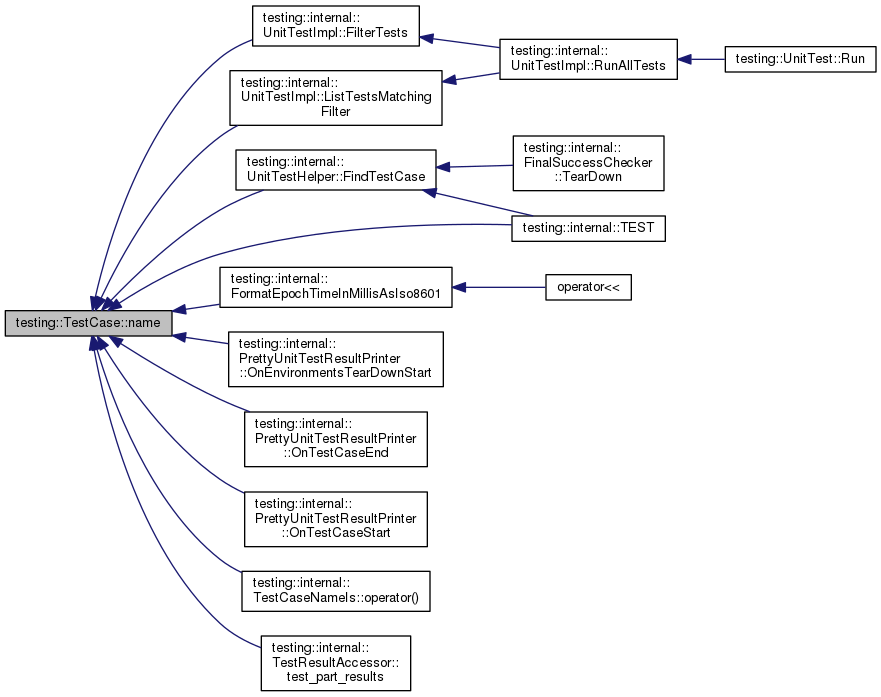 testing::internal::
UnitTestImpl::FilterTests
testing::internal::
UnitTestImpl::RunAllTests
testing::UnitTest::Run
testing::internal::
UnitTestImpl::ListTestsMatching
Filter
testing::internal::
UnitTestHelper::FindTestCase
testing::internal::
FinalSuccessChecker
::TearDown
testing::internal::TEST
testing::internal::
FormatEpochTimeInMillisAsIso8601
operator<<
testing::TestCase::name
testing::internal::
PrettyUnitTestResultPrinter
::OnEnvironmentsTearDownStart
testing::internal::
PrettyUnitTestResultPrinter
::OnTestCaseEnd
testing::internal::
PrettyUnitTestResultPrinter
::OnTestCaseStart
testing::internal::
TestCaseNameIs::operator()
testing::internal::
TestResultAccessor::
test_part_results